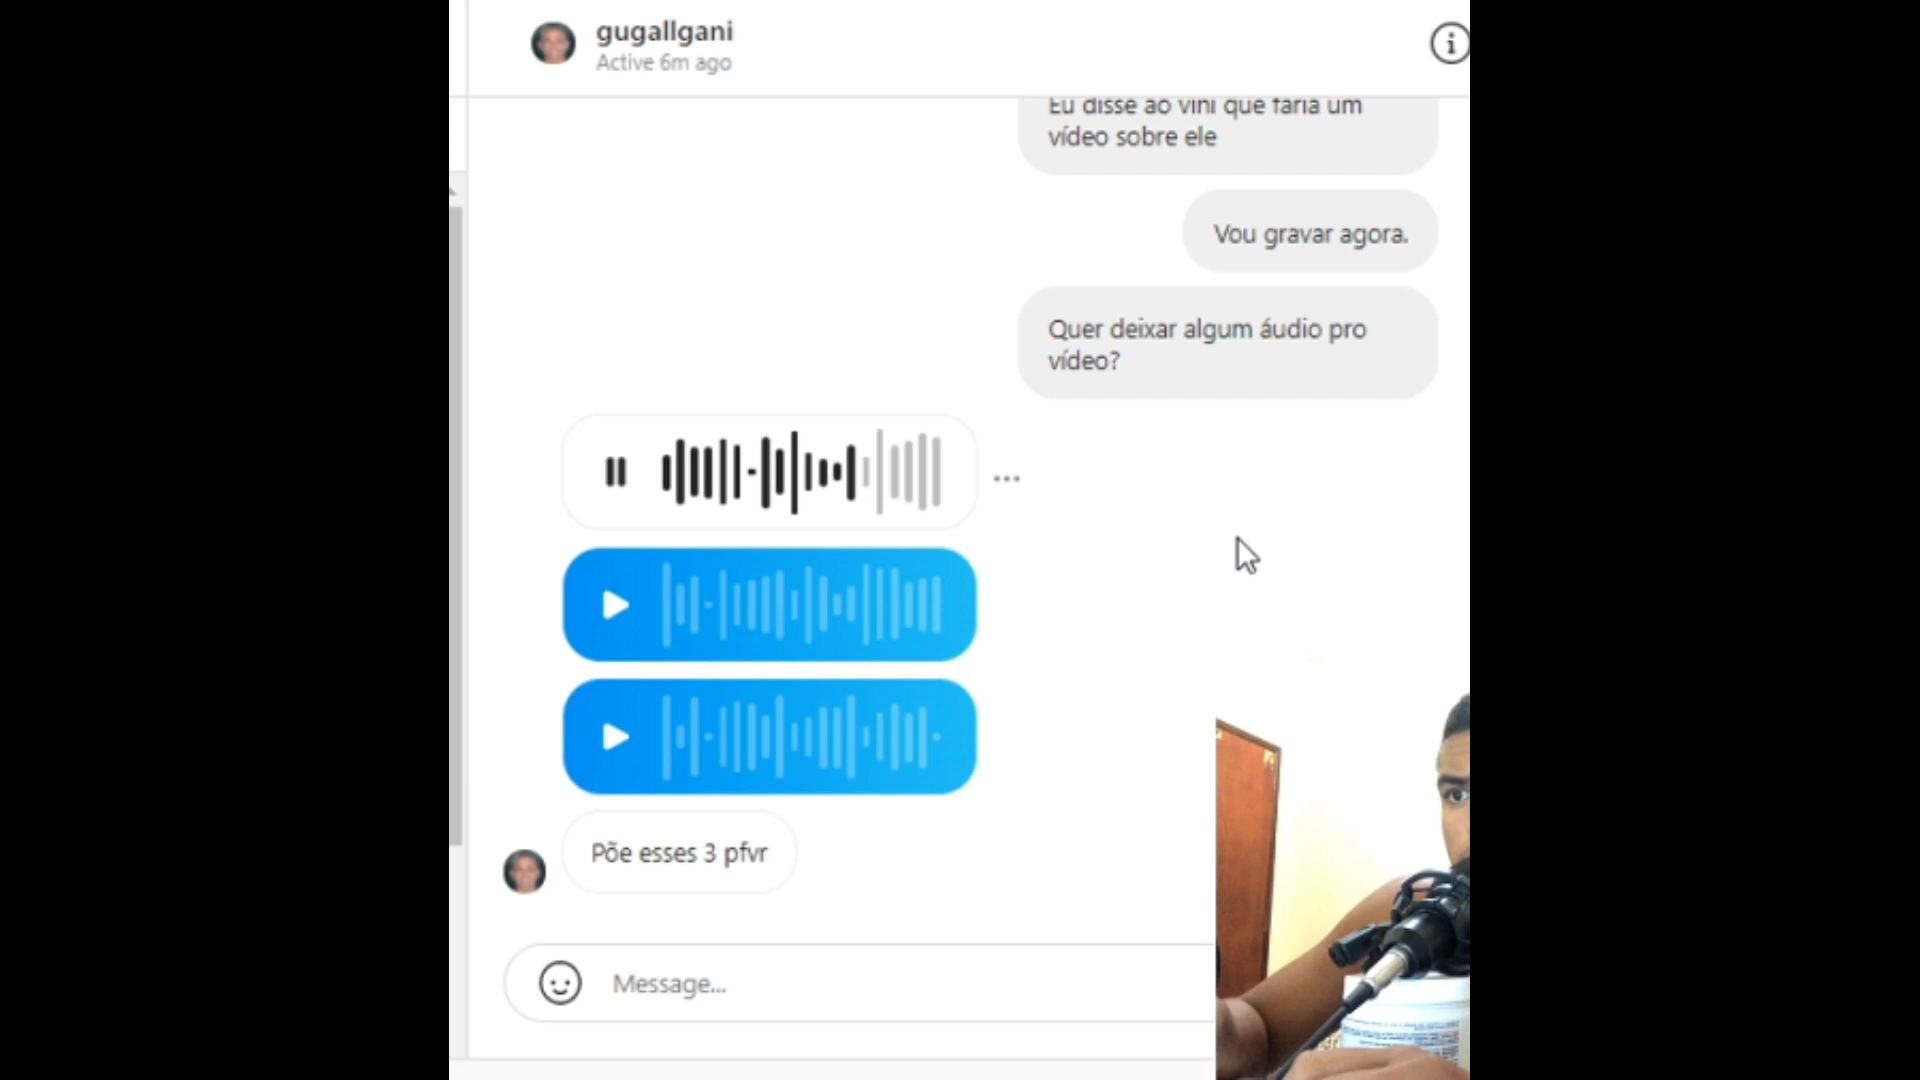 gugallgani
Active 6m ago
Eu disse ao vini que faria um
vídeo sobre ele
Vou gravar agora.
Quer deixar algum áudio pro
vídeo?
Põe esses 3 pfvr
Message...